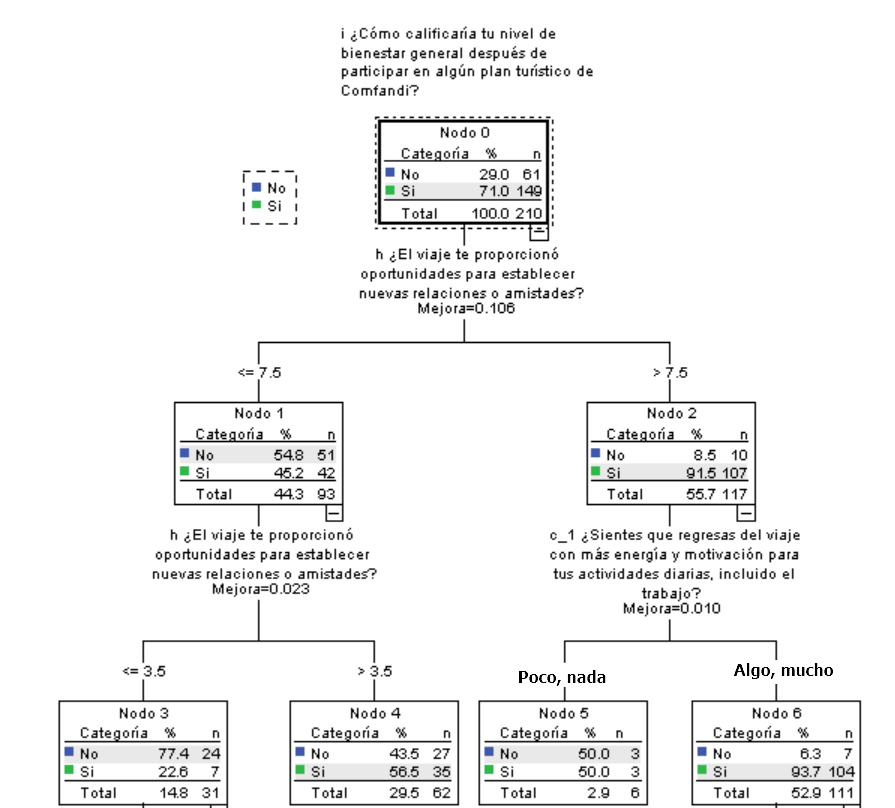 i ¿Cómo calificaría tu nivel de
bienestar general después de
participar en algún plan turístico de
Comfandi?
No
Si
Nodo 0
Categoría % n
No 29.0 61
Si 71.0 149
Total 100.0 210
h ¿El viaje te proporcionó
oportunidades para establecer
nuevas relaciones o amistades?
Mejora=0.106
<= 7.5
> 7.5
Nodo 1
Categoría % n
No 54.8 51
Si 45.2 42
Total 44.3 93
Nodo 2
Categoría % n
No 8.5 10
Si 91.5 107
Total 55.7 117
h ¿El viaje te proporcionó
oportunidades para establecer
nuevas relaciones o amistades?
Mejora=0.023
c_1 ¿Sientes que regresas del viaje
con más energía y motivación para
tus actividades diarias, incluido el
trabajo?
Mejora=0.010
<= 3.5
> 3.5
Poco, nada
Algo, mucho
Nodo 3
Categoría % n
No 77.4 24
Si 22.6 7
Total 14.8 31
Nodo 4
Categoría % n
No 43.5 27
Si 56.5 35
Total 29.5 62
Nodo 5
Categoría % n
No 50.0 3
Si 50.0 3
Total 2.9 6
Nodo 6
Categoría % n
No 6.3 7
Si 93.7 104
Total 52.9 111